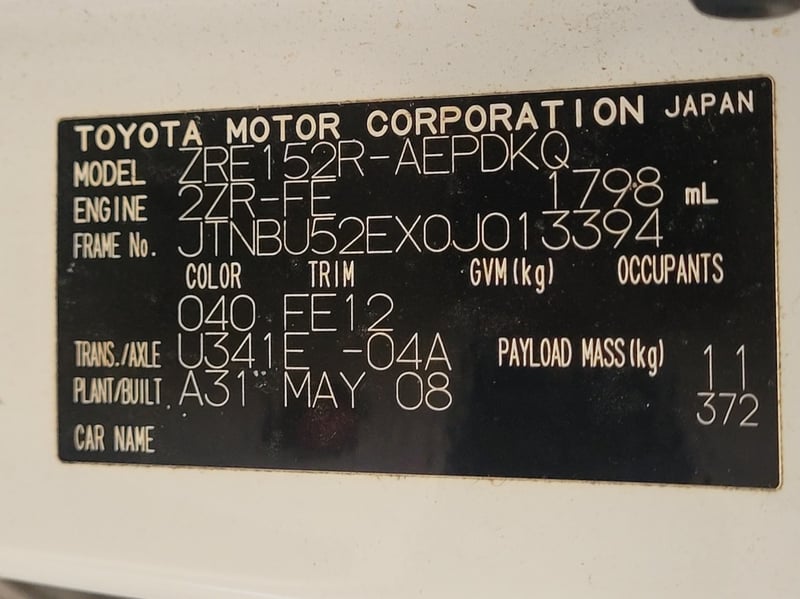 TOYOTA MOTOR CORPORATION JAPAN
MODEL ZRE152R-AEPDKQ
ENGINE 2ZR-FE 1798 mL
FRAME No. JTNBU52EX0J013394
COLOR TRIM GVM(kg) OCCUPANTS
040 FE12
TRANS./AXLE U341E -04A PAYLOAD MASS(kg) 11
PLANT/BUILT A31 MAY 08 372
CAR NAME